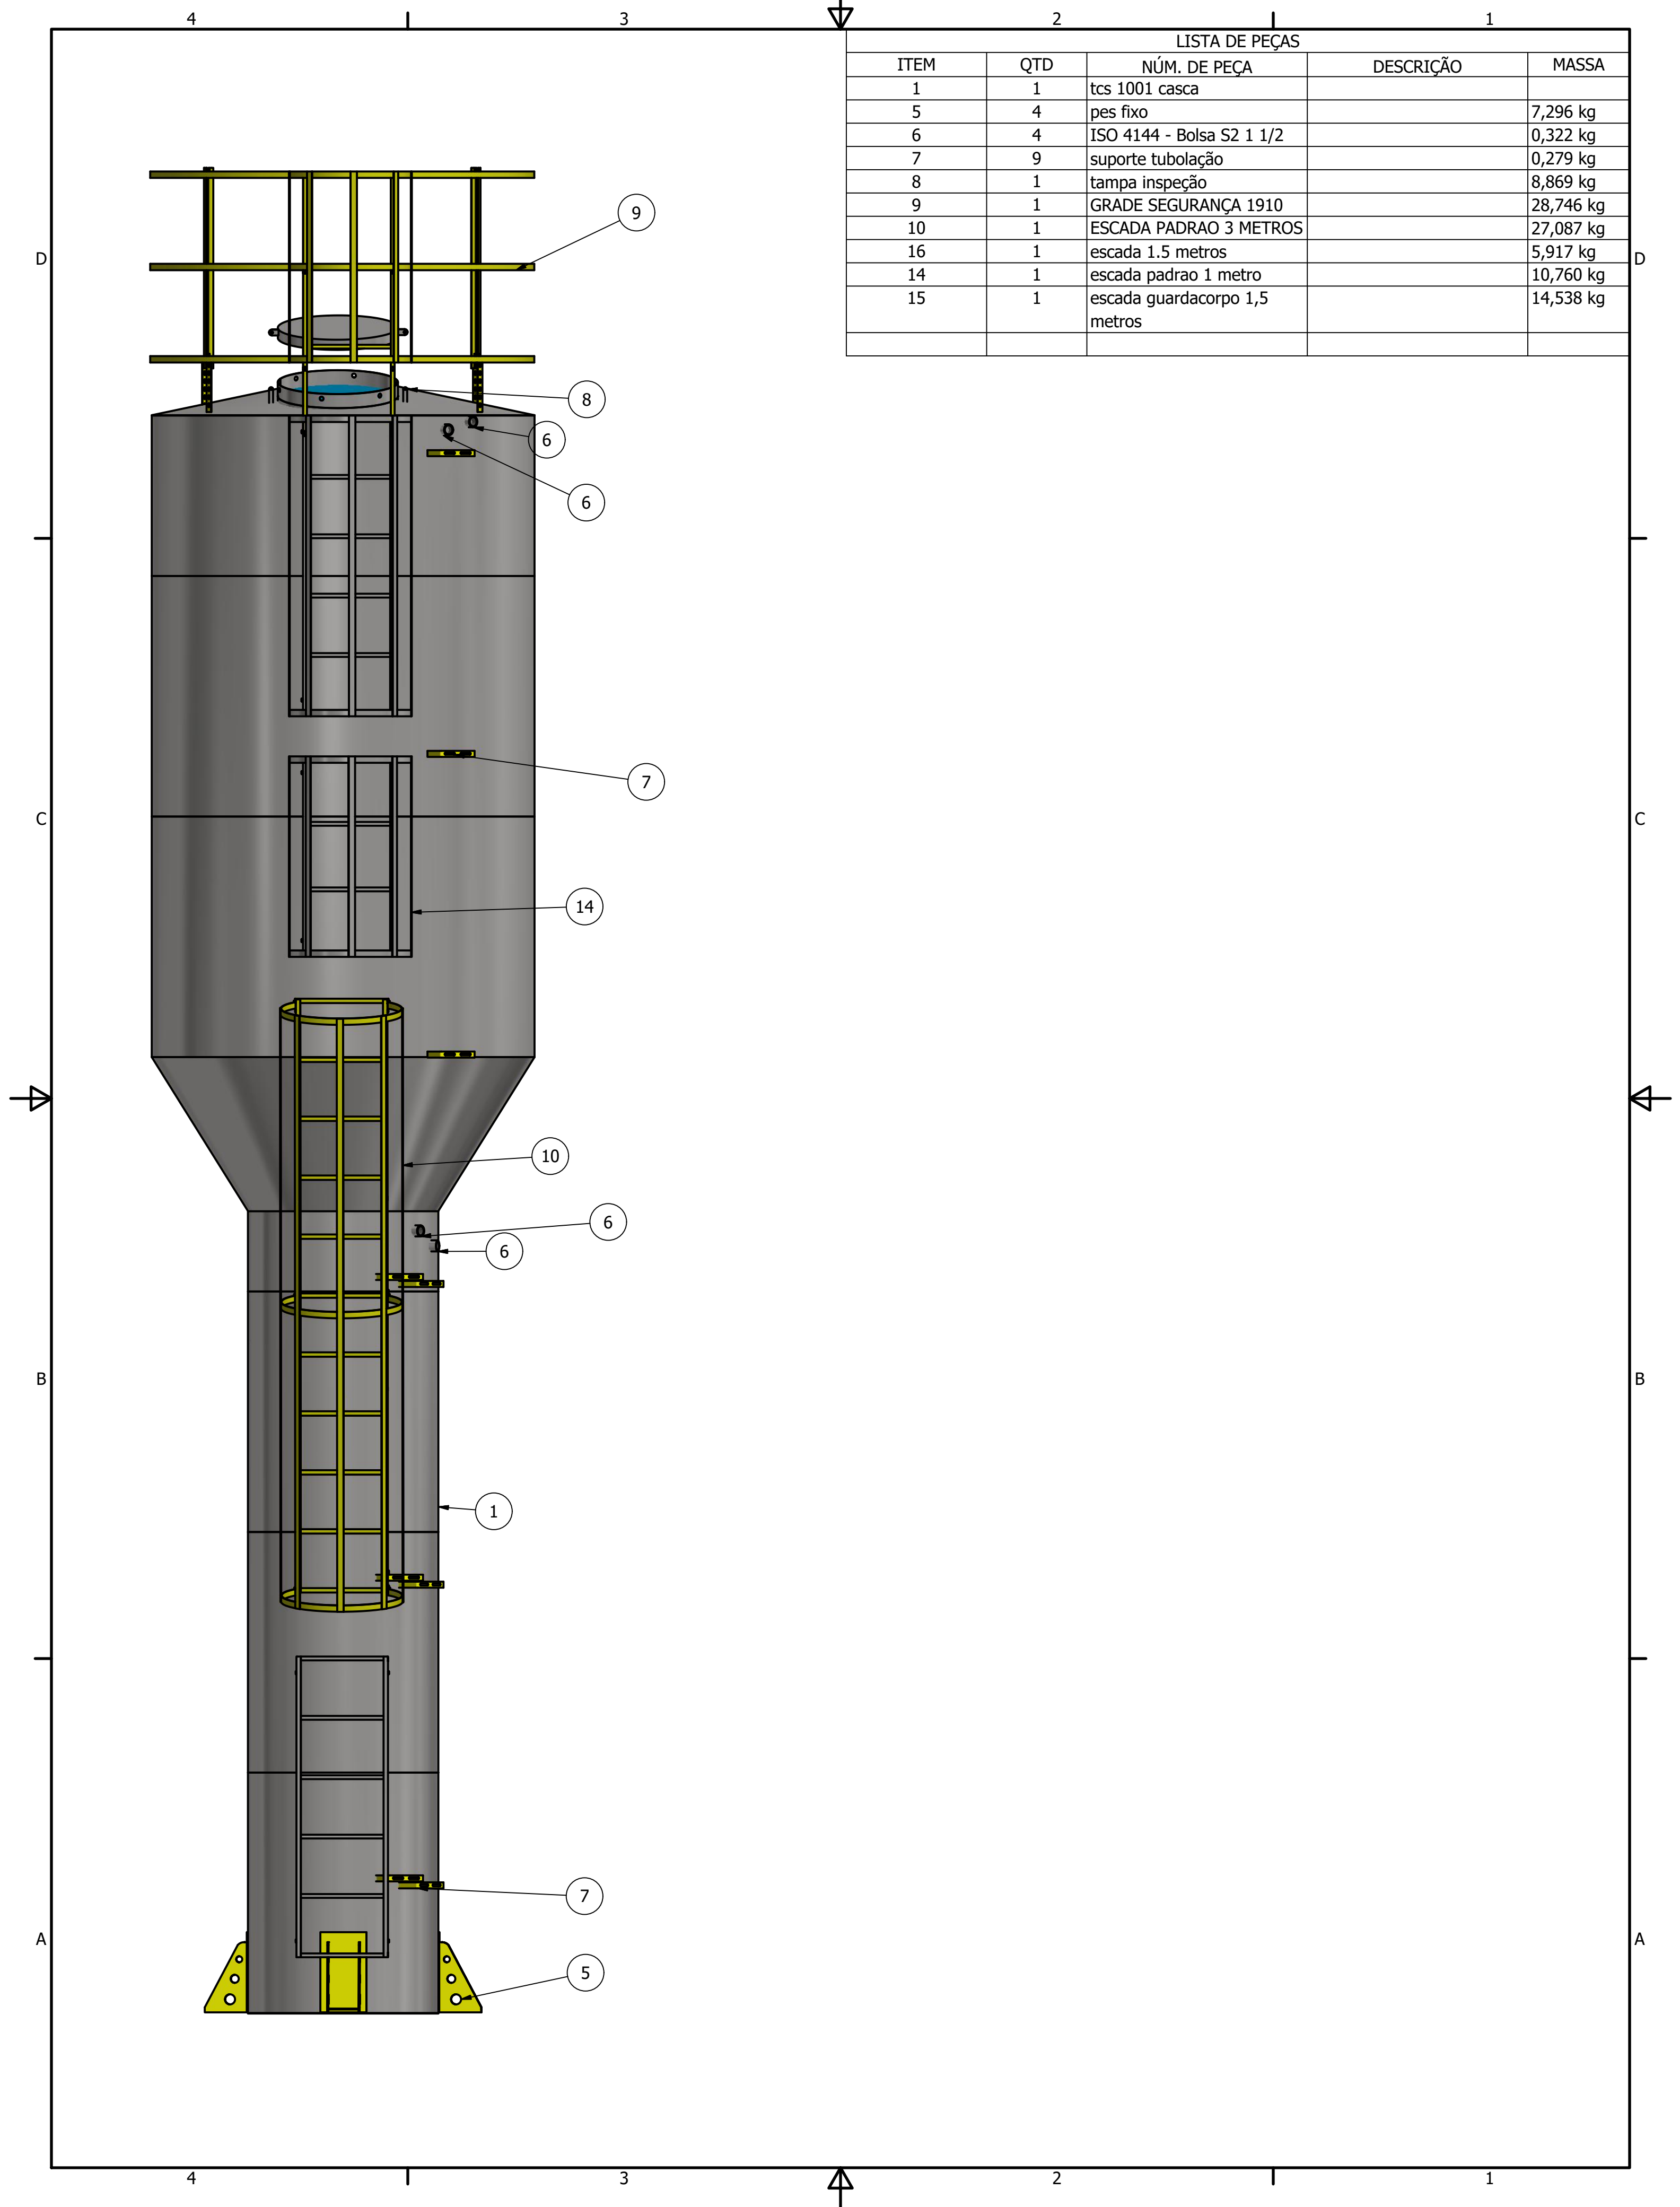 4 3 2 1
LISTA DE PEÇAS
ITEM QTD NÚM. DE PEÇA DESCRIÇÃO MASSA
1 1 tcs 1001 casca
5 4 pes fixo 7,296 kg
6 4 ISO 4144 - Bolsa S2 1 1/2 0,322 kg
7 9 suporte tubolação 0,279 kg
8 1 tampa inspeção 8,869 kg
9 1 GRADE SEGURANÇA 1910 28,746 kg
10 1 ESCADA PADRAO 3 METROS 27,087 kg
16 1 escada 1.5 metros 5,917 kg
14 1 escada padrao 1 metro 10,760 kg
15 1 escada guardacorpo 1,5 14,538 kg
metros
9
D D
8
6
6
7
C C
14
10
6
6
B B
1
7
A A
5
4 3 2 1